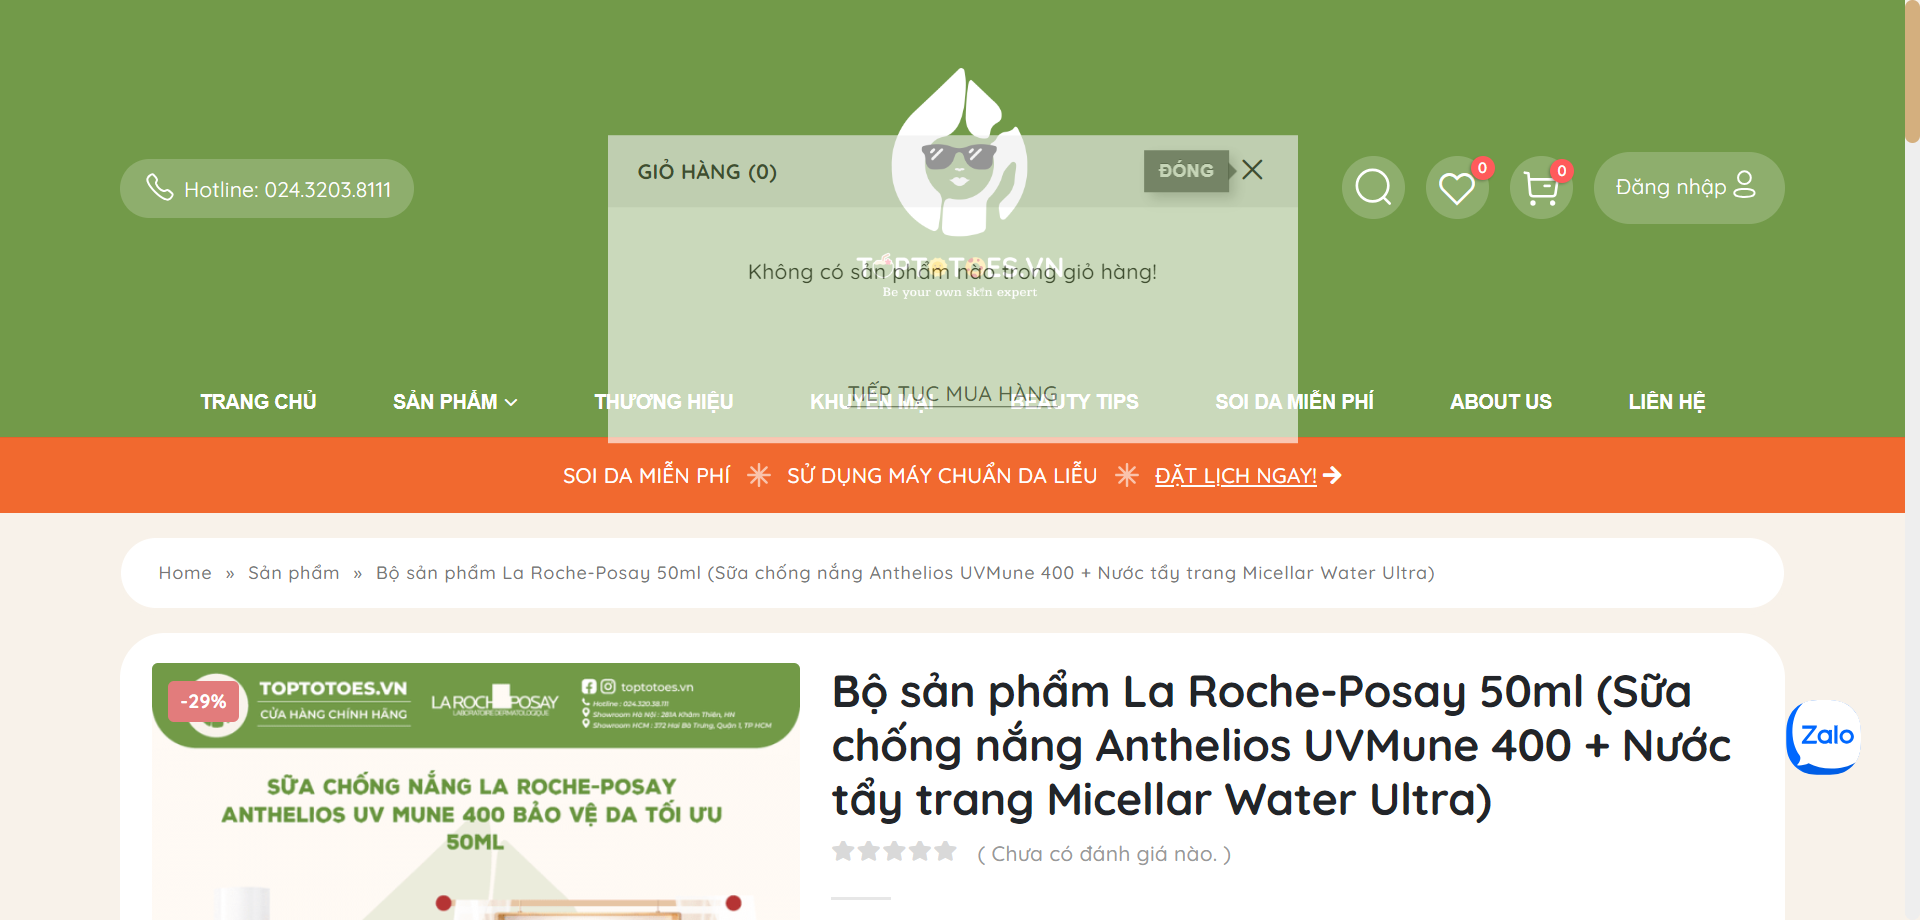 Hotline: 024.3203.8111
GIỎ HÀNG (0)
ĐÓNG
0
0
Đăng nhập
TOPTOTOES.VN
Be your own skin expert
Không có sản phẩm nào trong giỏ hàng!
TIẾP TỤC MUA HÀNG
TRANG CHỦ
SẢN PHẨM
THƯƠNG HIỆU
KHUYẾN MẠI
BEAUTY TIPS
SOI DA MIỄN PHÍ
ABOUT US
LIÊN HỆ
SOI DA MIỄN PHÍ
SỬ DỤNG MÁY CHUẨN DA LIỄU
ĐẶT LỊCH NGAY!
Home » Sản phẩm » Bộ sản phẩm La Roche-Posay 50ml (Sữa chống nắng Anthelios UVMune 400 + Nước tẩy trang Micellar Water Ultra)
-29%
TOPTOTOES.VN
CỬA HÀNG CHÍNH HÃNG
LA ROCHE POSAY
LABORATOIRE DERMATOLOGIQUE
toptotoes.vn
Hotline : 024.320.38.111
Showroom Hà Nội : 281A Khâm Thiên, HN
Showroom HCM : 372 Hai Bà Trưng, Quận 1, TP HCM
SỮA CHỐNG NẮNG LA ROCHE-POSAY
ANTHELIOS UV MUNE 400 BẢO VỆ DA TỐI ƯU
50ML
Bộ sản phẩm La Roche-Posay 50ml (Sữa
chống nắng Anthelios UVMune 400 + Nước
tẩy trang Micellar Water Ultra)
( Chưa có đánh giá nào. )
Zalo